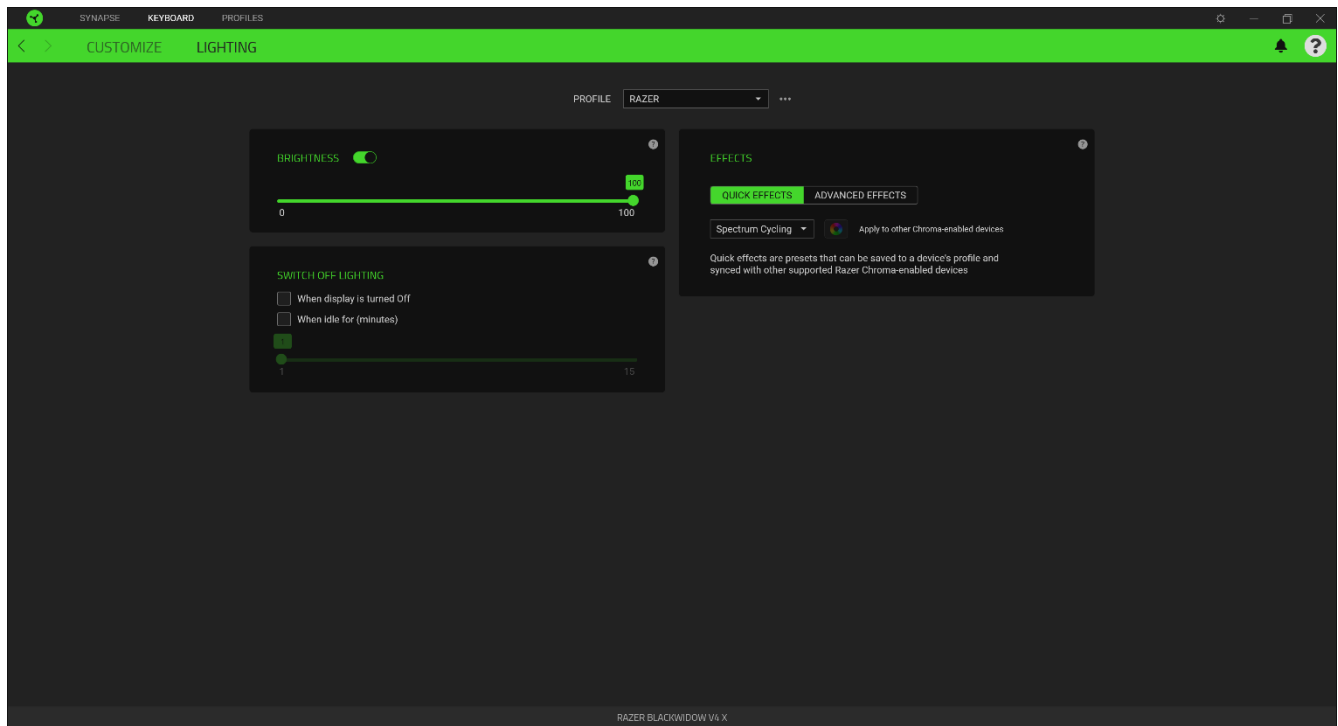 SYNAPSE KEYBOARD PROFILES
CUSTOMIZE LIGHTING
PROFILE RAZER
BRIGHTNESS
100
0 100
SWITCH OFF LIGHTING
When display is turned Off
When idle for (minutes)
1
1 15
EFFECTS
QUICK EFFECTS ADVANCED EFFECTS
Spectrum Cycling Apply to other Chroma-enabled devices
Quick effects are presets that can be saved to a device's profile and
synced with other supported Razer Chroma-enabled devices
RAZER BLACKWIDOW V4 X